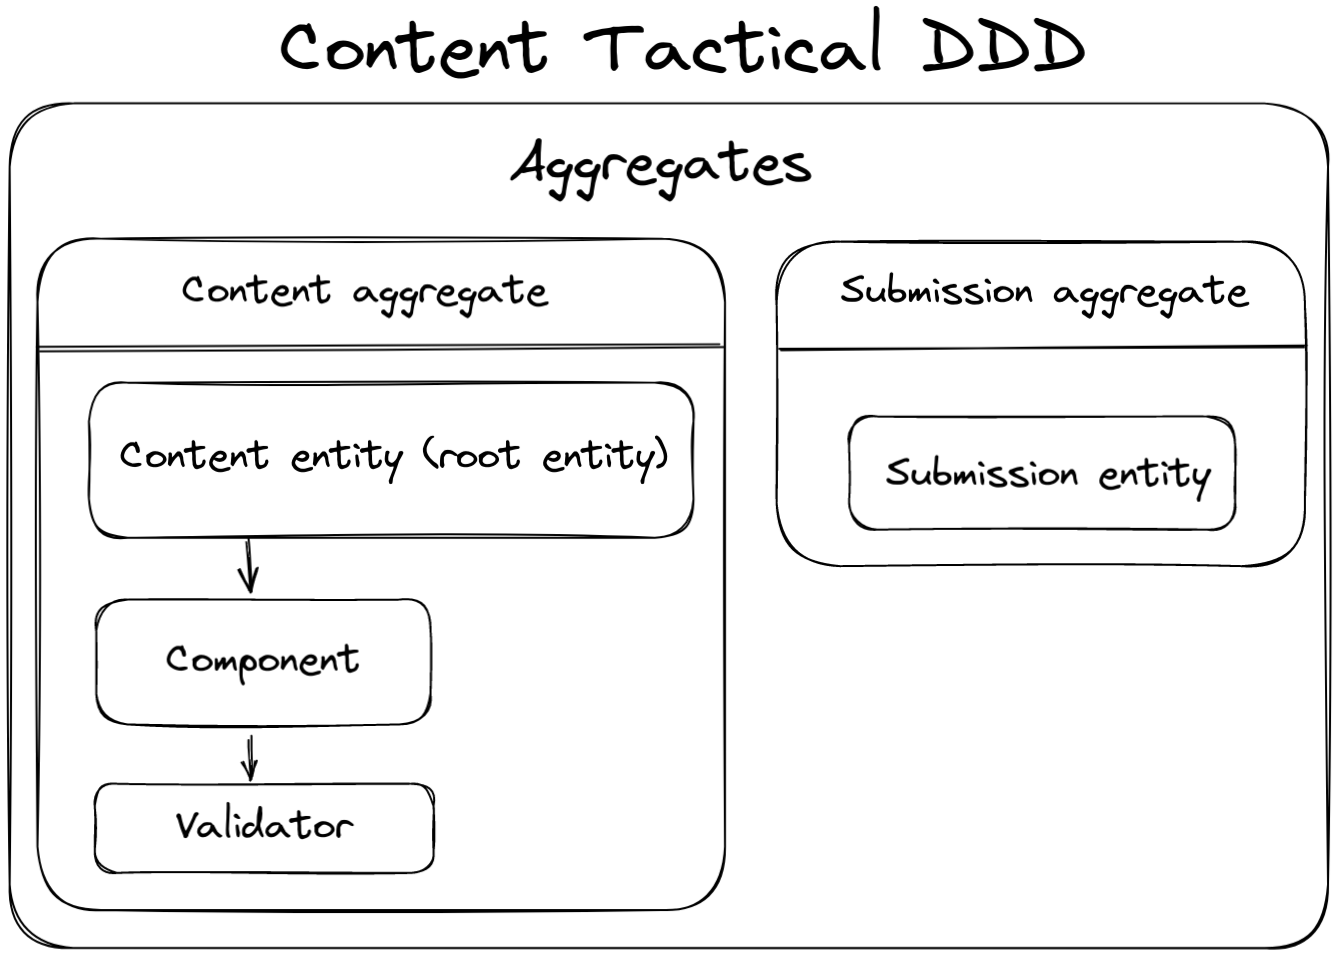 Content Tactical DDD
Aggregates
Content aggregate
Content entity (root entity)
Component
Validator
Submission aggregate
Submission entity